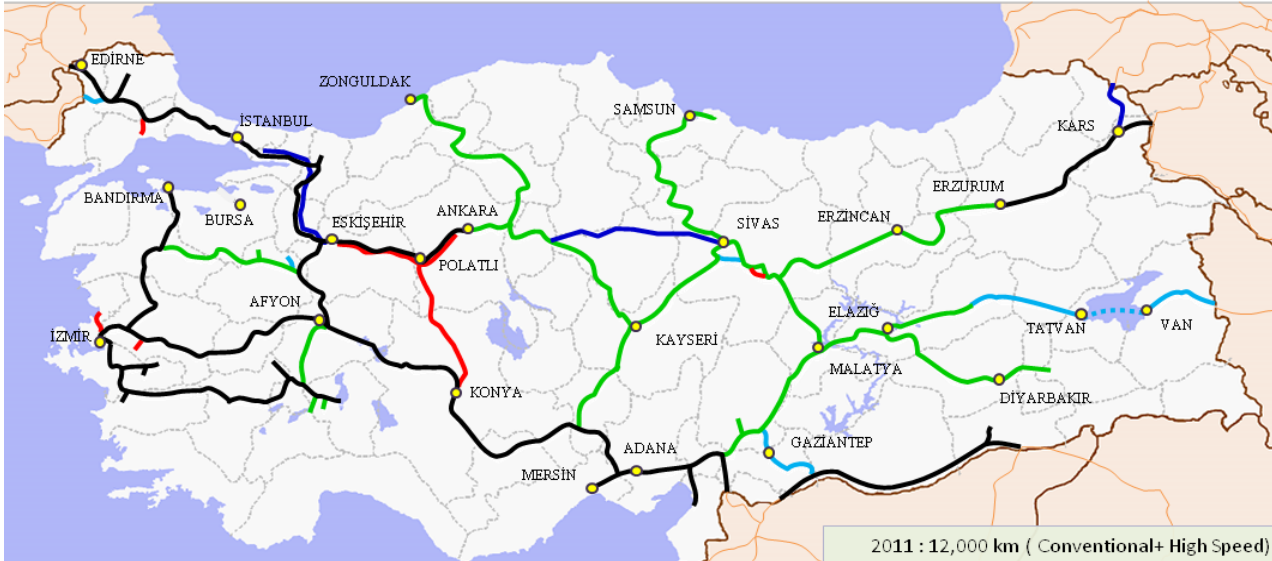 EDİRNE
ZONGULDAK
SAMSUN
İSTANBUL
KARS
BANDIRMA
BURSA
ESKİŞEHİR
ANKARA
SİVAS
ERZİNCAN
ERZURUM
POLATLI
AFYON
İZMİR
KAYSERİ
ELAZIĞ
TATVAN
VAN
MALATYA
KONYA
DİYARBAKIR
MERSİN
ADANA
GAZİANTEP
2011 : 12,000 km ( Conventional+ High Speed)